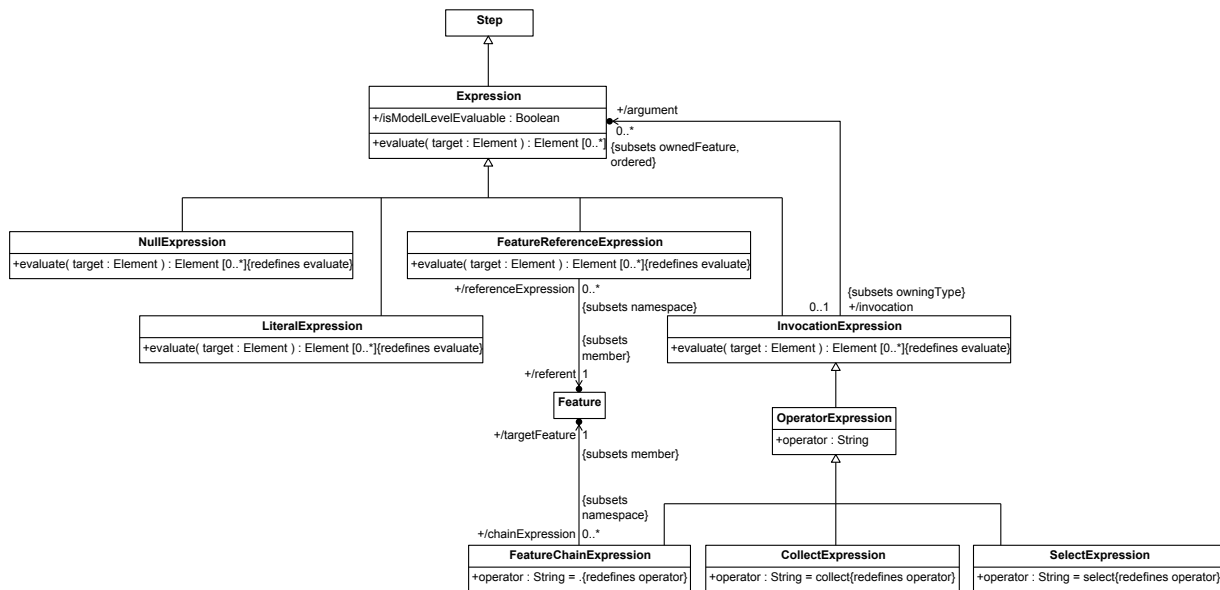 Step
Expression
+/isModelLevelEvaluable : Boolean
+evaluate( target : Element ) : Element [0..*]
+/argument
0..*
{subsets ownedFeature,
ordered}
NullExpression
+evaluate( target : Element ) : Element [0..*]{redefines evaluate}
FeatureReferenceExpression
+evaluate( target : Element ) : Element [0..*]{redefines evaluate}
+/referenceExpression
0..*
{subsets namespace}
{subsets owningType}
0..1
+/invocation
LiteralExpression
+evaluate( target : Element ) : Element [0..*]{redefines evaluate}
InvocationExpression
+evaluate( target : Element ) : Element [0..*]{redefines evaluate}
{subsets
member}
+/referent
1
Feature
+/targetFeature
1
{subsets member}
OperatorExpression
+operator : String
{subsets
namespace}
+/chainExpression
0..*
FeatureChainExpression
+operator : String = .{redefines operator}
CollectExpression
+operator : String = collect{redefines operator}
SelectExpression
+operator : String = select{redefines operator}